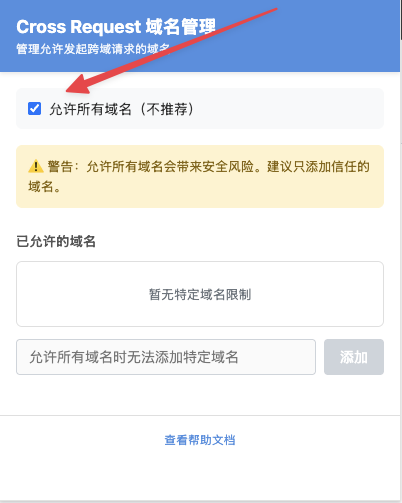 Cross Request 域名管理
管理允许发起跨域请求的域名
允许所有域名（不推荐）
⚠️ 警告：允许所有域名会带来安全风险。建议只添加信任的
域名。
已允许的域名
暂无特定域名限制
允许所有域名时无法添加特定域名
添加
查看帮助文档